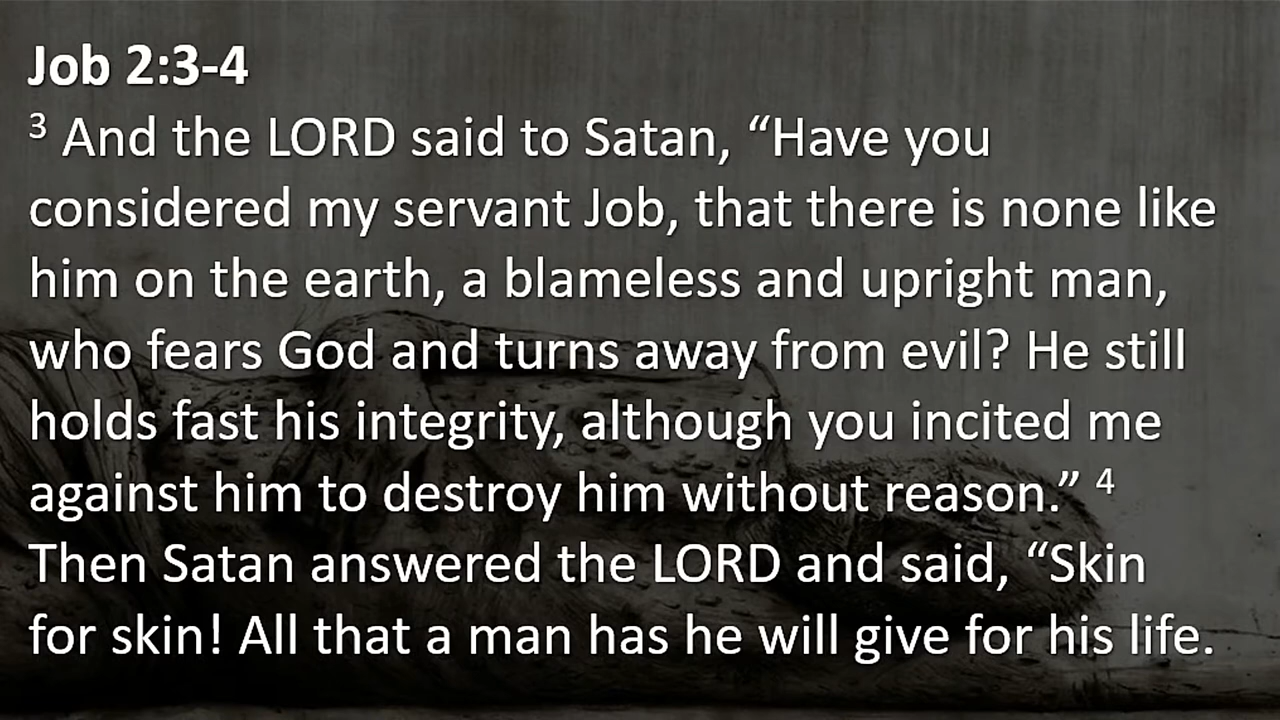 Job 2:3-4
3 And the LORD said to Satan, “Have you
considered my servant Job, that there is none like
him on the earth, a blameless and upright man,
who fears God and turns away from evil? He still
holds fast his integrity, although you incited me
against him to destroy him without reason.” 4
Then Satan answered the LORD and said, “Skin
for skin! All that a man has he will give for his life.